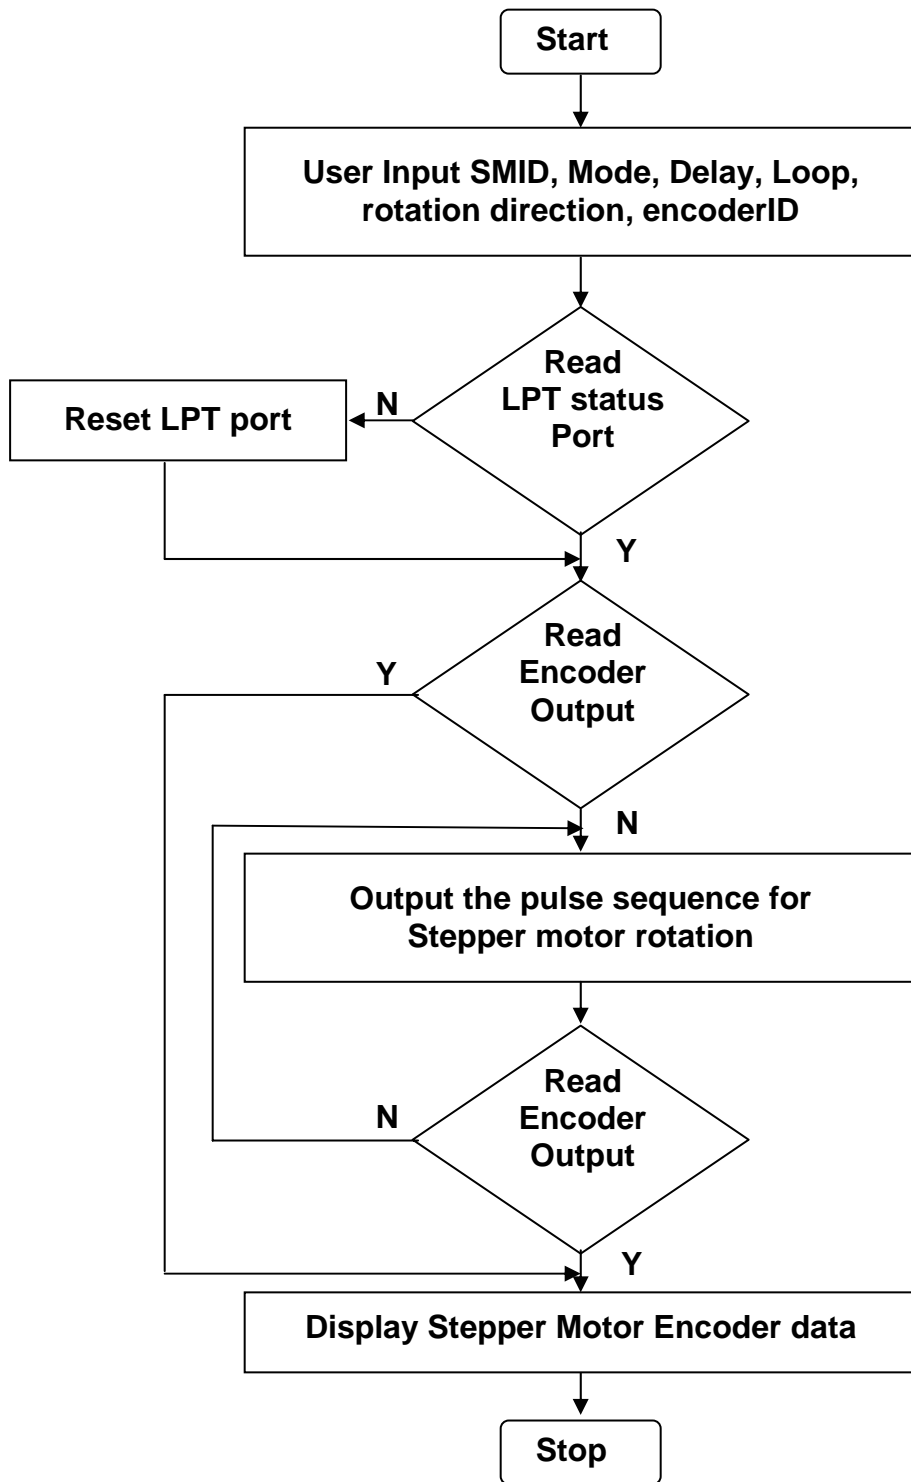 Start
User Input SMID, Mode, Delay, Loop,
rotation direction, encoderID
Read
LPT status
Port
N
Reset LPT port
Y
Read
Encoder
Output
Y
N
Output the pulse sequence for
Stepper motor rotation
Read
Encoder
Output
N
Y
Display Stepper Motor Encoder data
Stop